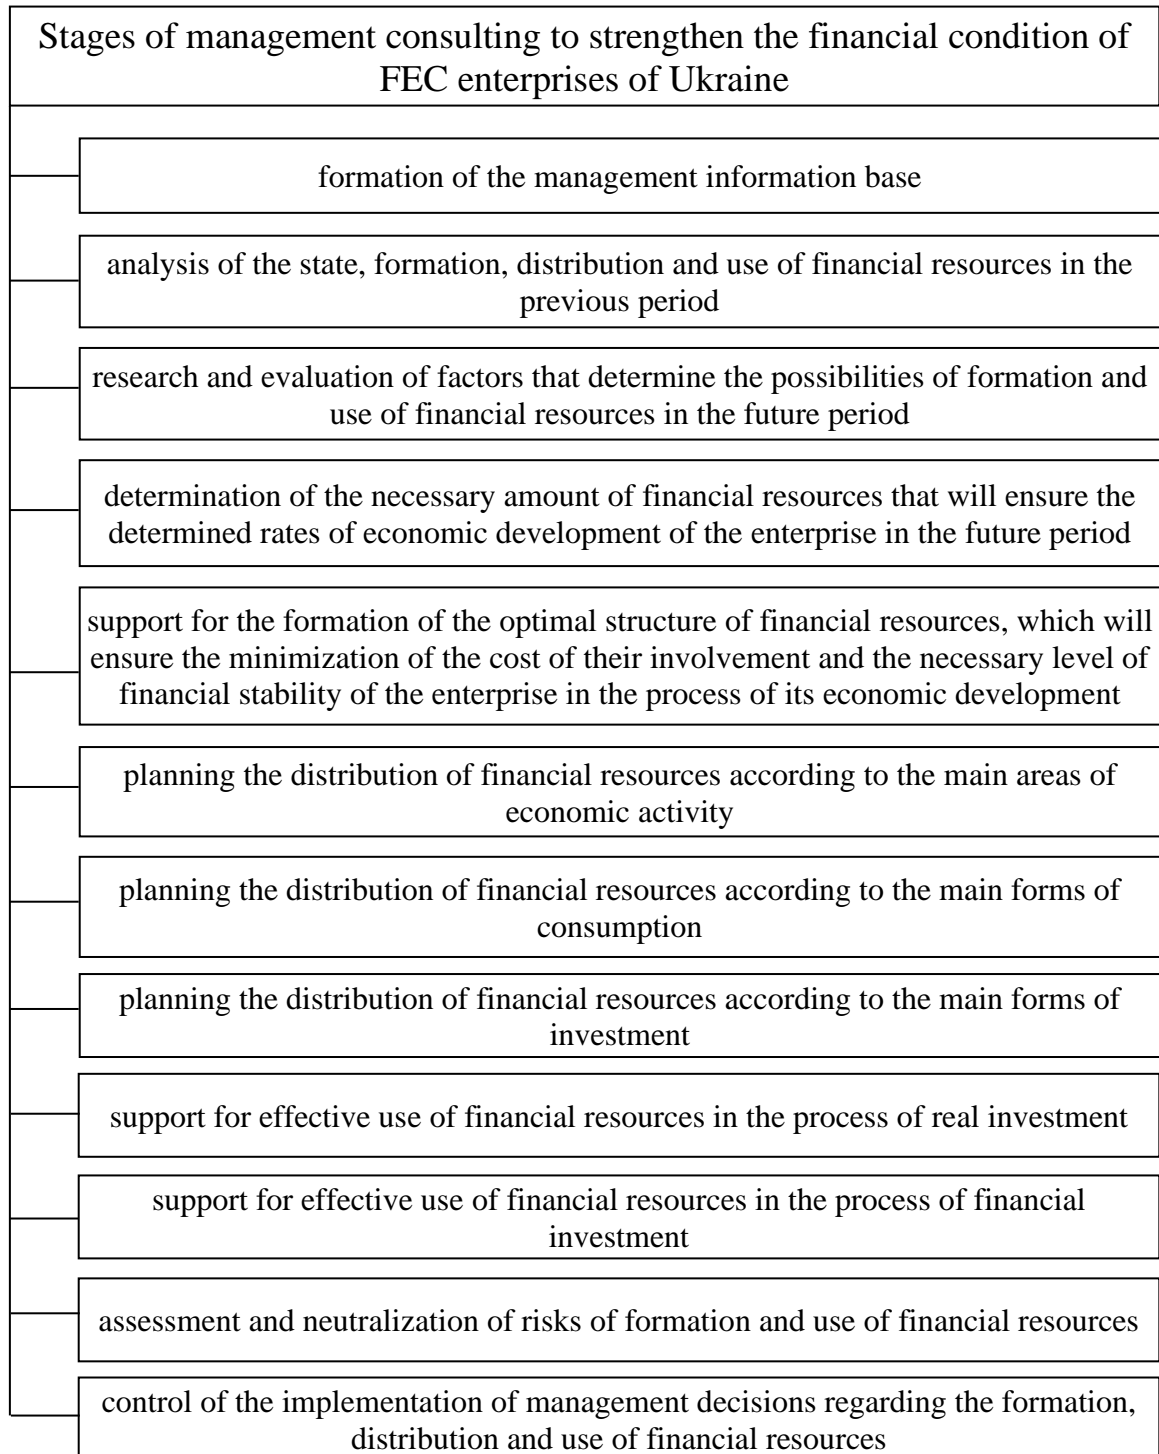 Stages of management consulting to strengthen the financial condition of
FEC enterprises of Ukraine
formation of the management information base
analysis of the state, formation, distribution and use of financial resources in the
previous period
research and evaluation of factors that determine the possibilities of formation and
use of financial resources in the future period
determination of the necessary amount of financial resources that will ensure the
determined rates of economic development of the enterprise in the future period
support for the formation of the optimal structure of financial resources, which will
ensure the minimization of the cost of their involvement and the necessary level of
financial stability of the enterprise in the process of its economic development
planning the distribution of financial resources according to the main areas of
economic activity
planning the distribution of financial resources according to the main forms of
consumption
planning the distribution of financial resources according to the main forms of
investment
support for effective use of financial resources in the process of real investment
support for effective use of financial resources in the process of financial
investment
assessment and neutralization of risks of formation and use of financial resources
control of the implementation of management decisions regarding the formation,
distribution and use of financial resources